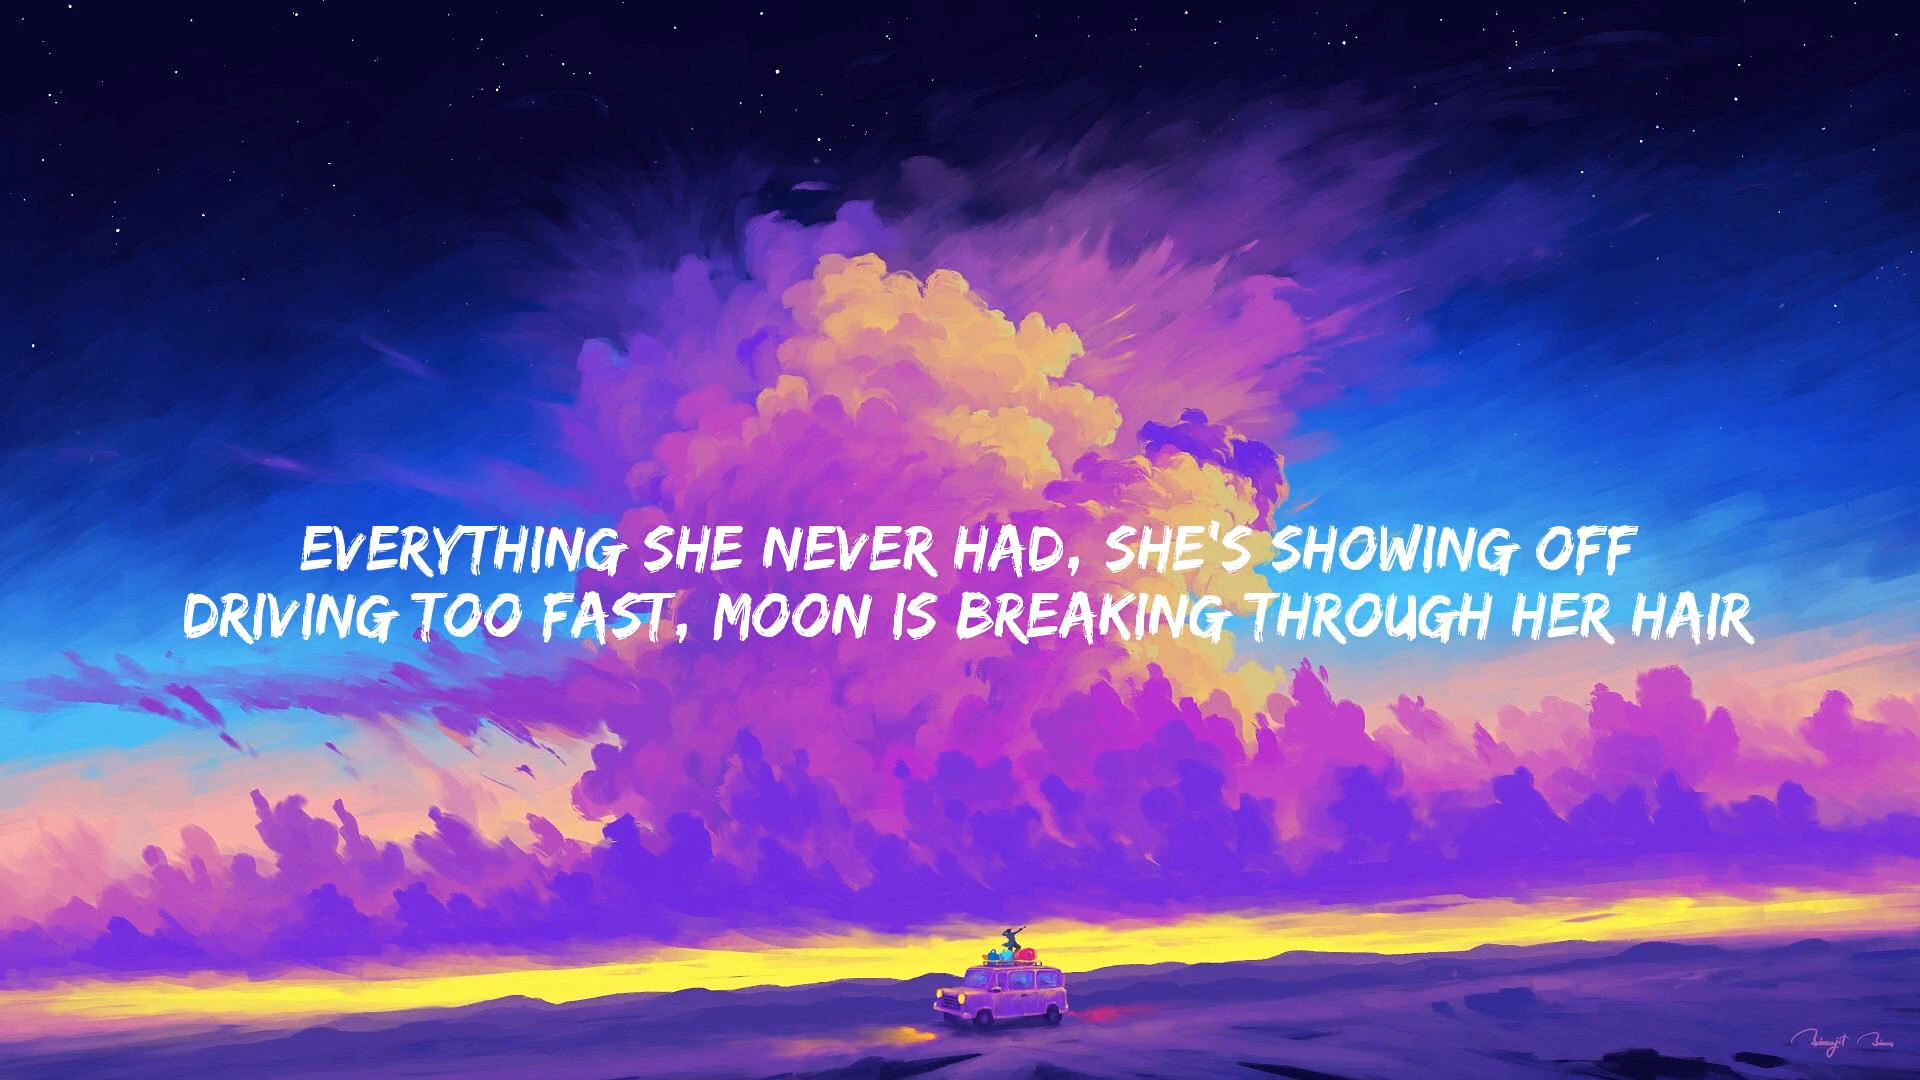 EVERYTHING SHE NEVER HAD, SHE'S SHOWING OFF
DRIVING TOO FAST, MOON IS BREAKING THROUGH HER HAIR